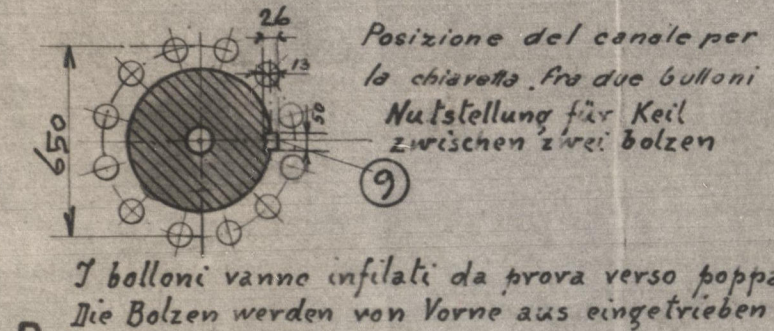 26
13
50
650
9
Posizione del canale per
la chiavetta. Fra due bulloni
Nutstellung für Keil
zwischen zwei bolzen
I bolloni vanno infilati da prova verso poppa
Die Bolzen werden von Vorne aus eingetrieben